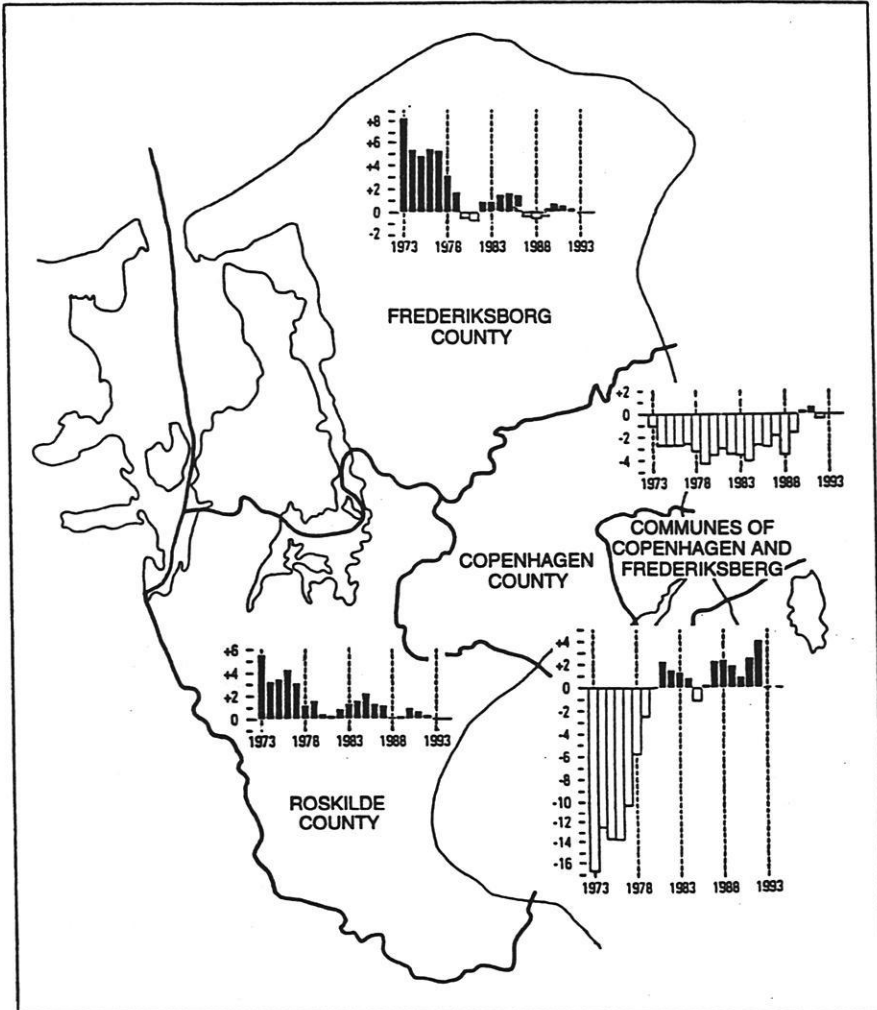 +8
+6
+4
+2
0
-2
1973 1978 1983 1988 1993
FREDERIKSBORG
COUNTY
+2
0
-2
-4
1973 1978 1983 1988 1993
COMMUNES OF
COPENHAGEN AND
FREDERIKSBERG
COPENHAGEN
COUNTY
+6
+4
+2
0
1973 1978 1983 1988 1993
ROSKILDE
COUNTY
+4
+2
0
-2
-4
-6
-8
-10
-12
-14
-16
1973 1978 1983 1988 1993